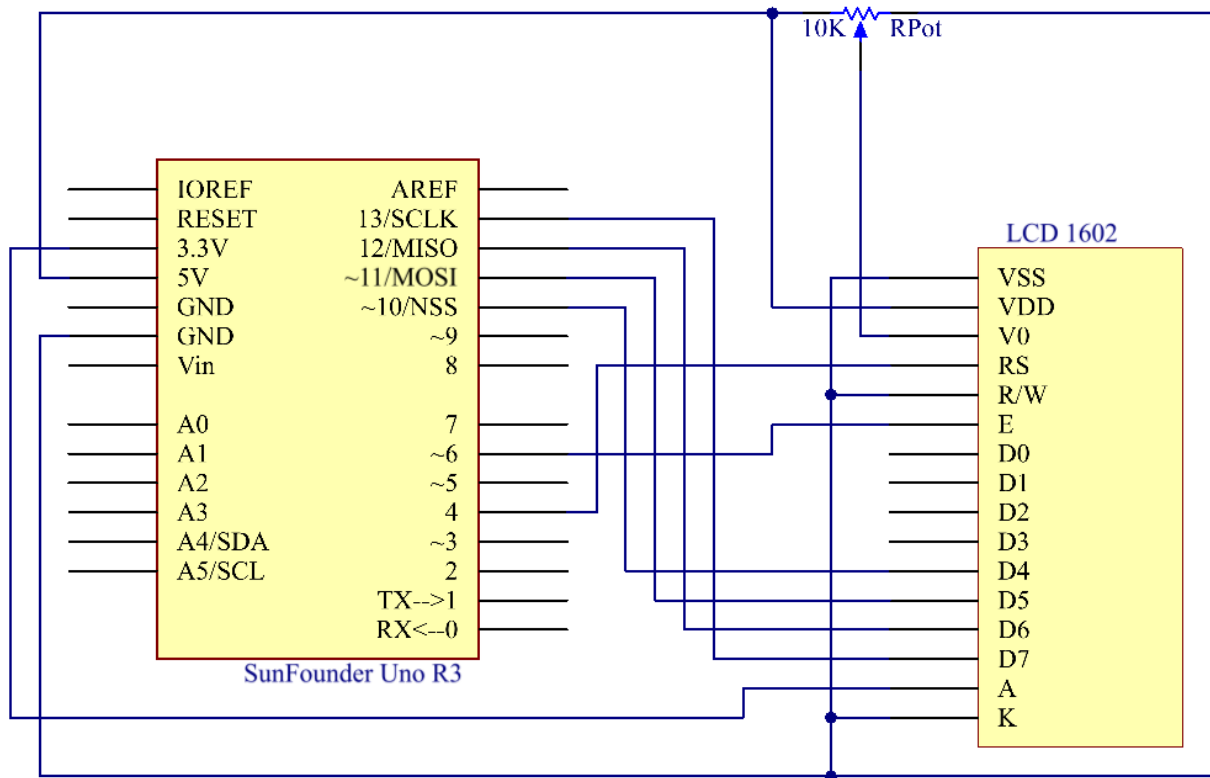 10K RPot
IOREF AREF
RESET 13/SCLK
3.3V 12/MISO
5V ~11/MOSI
GND ~10/NSS
GND ~9
Vin 8
A0 7
A1 ~6
A2 ~5
A3 4
A4/SDA ~3
A5/SCL 2
TX-->1
RX<--0
SunFounder Uno R3
LCD 1602
VSS
VDD
V0
RS
R/W
E
D0
D1
D2
D3
D4
D5
D6
D7
A
K